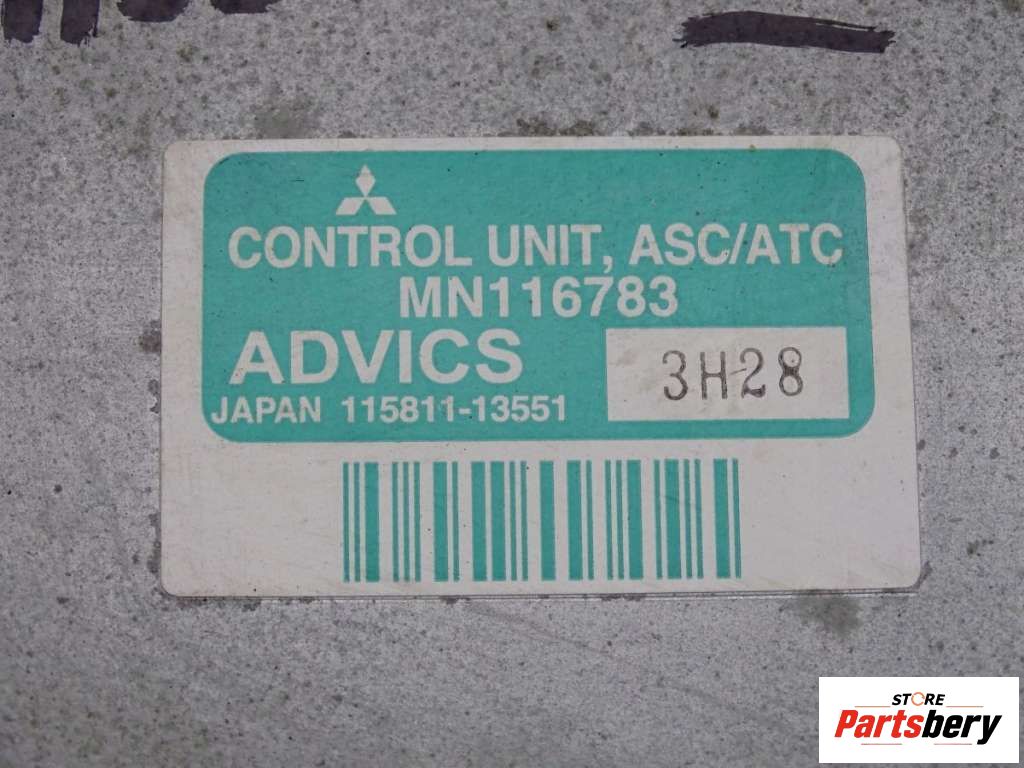 CONTROL UNIT, ASC/ATC
MN116783
ADVICS
3H28
JAPAN 115811-13551
STORE
Partsbery